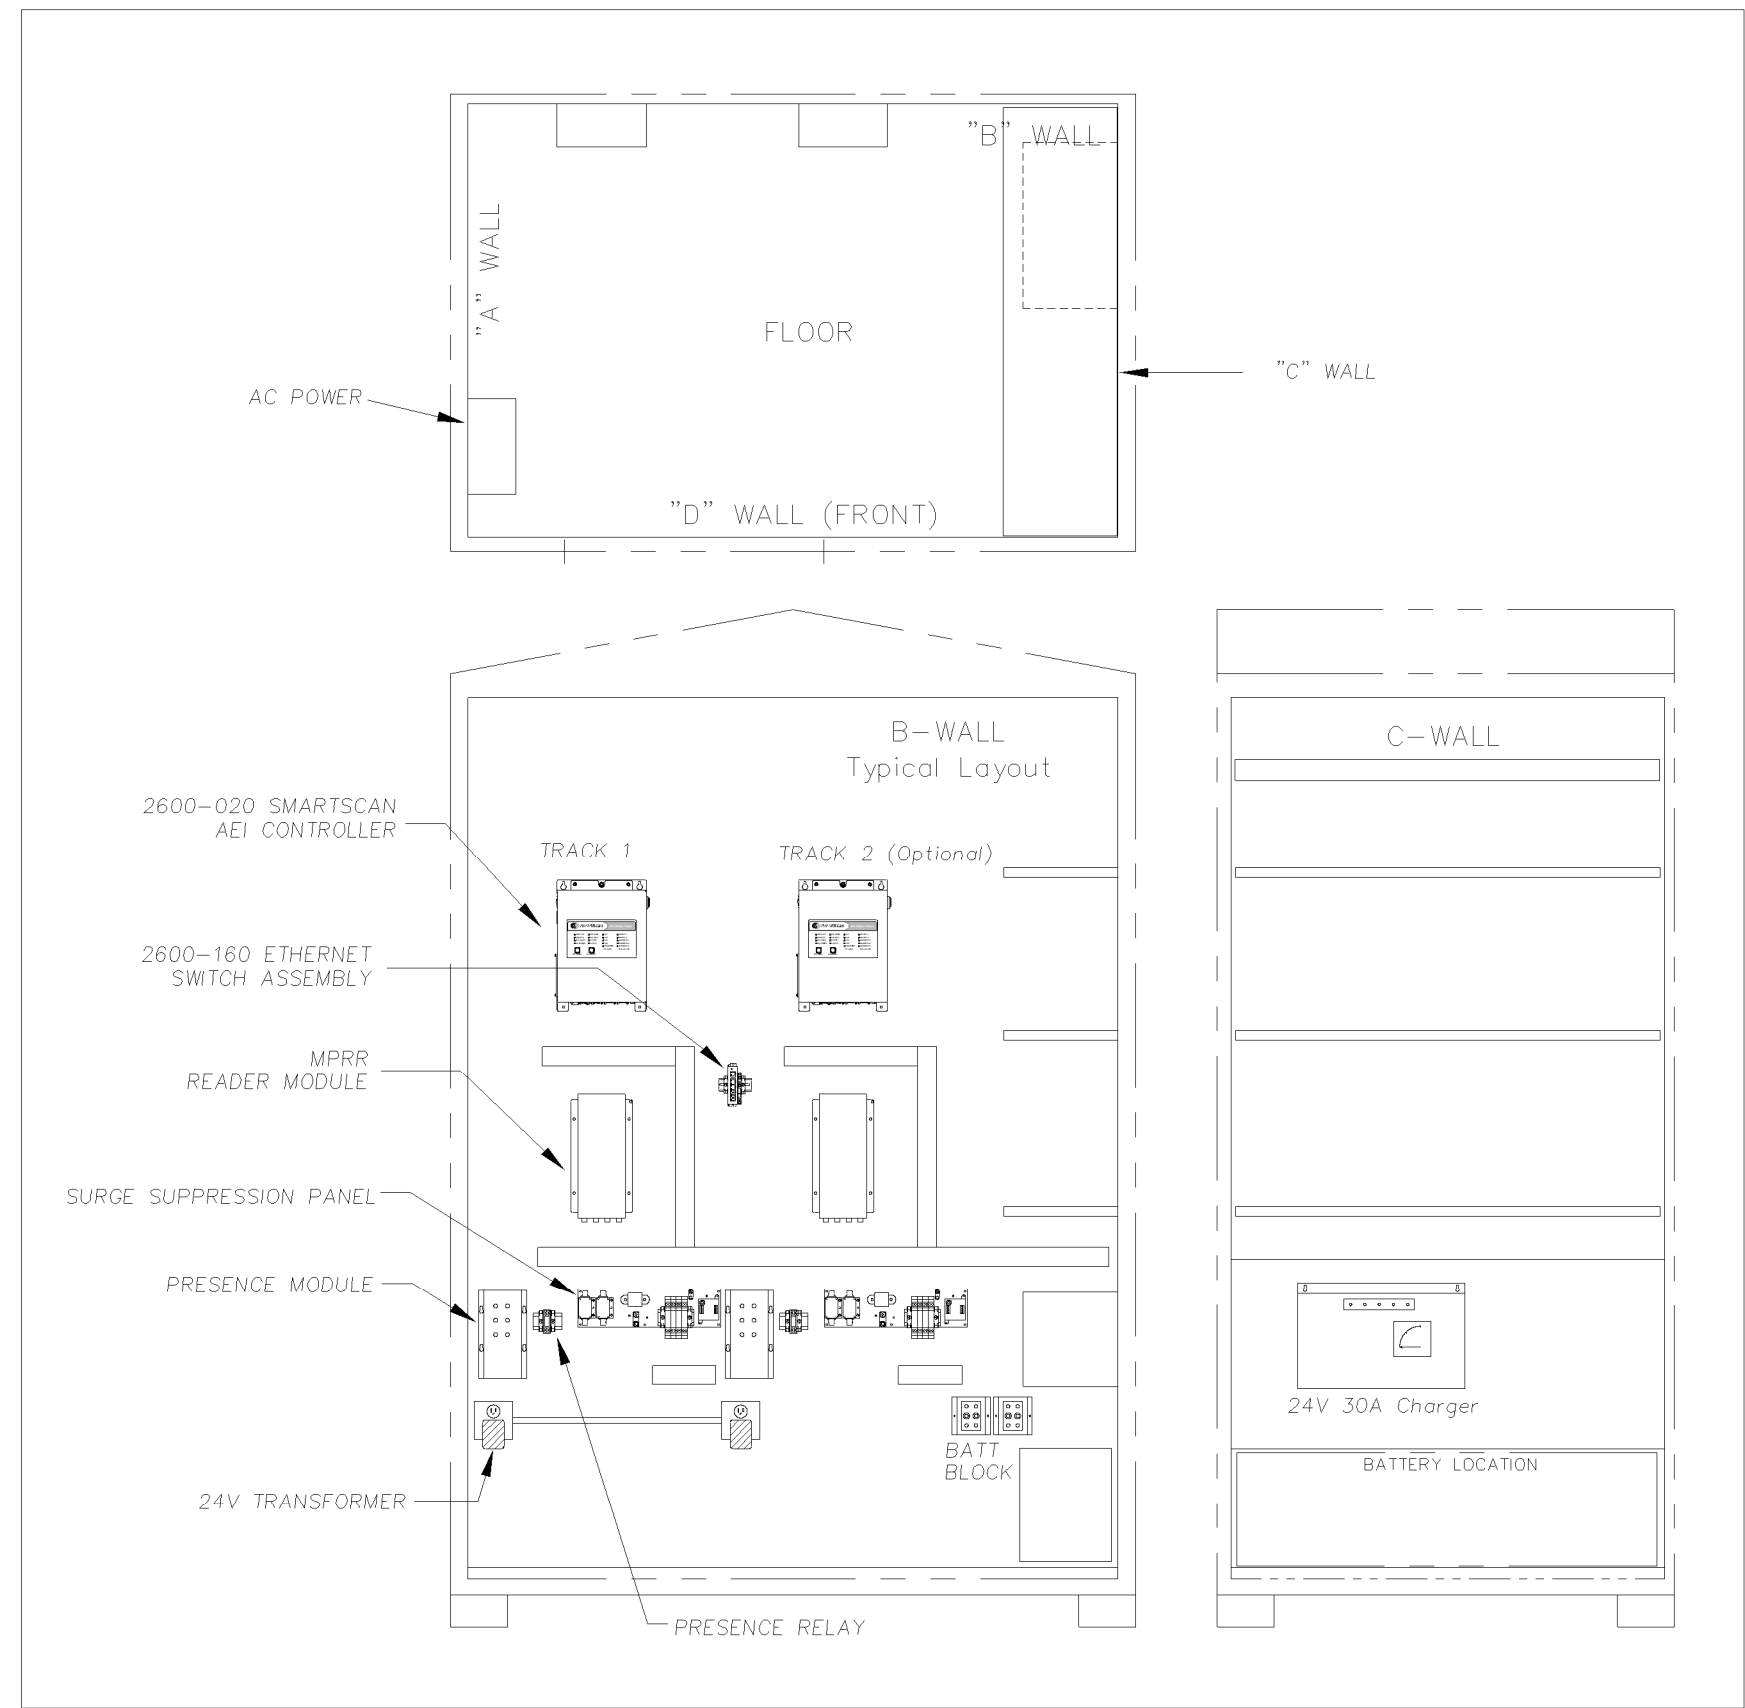 "B" WALL
"A" WALL
FLOOR
"C" WALL
AC POWER
"D" WALL (FRONT)
B-WALL
Typical Layout
C-WALL
2600-020 SMARTSCAN
AEI CONTROLLER
TRACK 1
TRACK 2 (Optional)
2600-160 ETHERNET
SWITCH ASSEMBLY
MPRR
READER MODULE
SURGE SUPPRESSION PANEL
PRESENCE MODULE
24V 30A Charger
BATT
BLOCK
BATTERY LOCATION
24V TRANSFORMER
PRESENCE RELAY